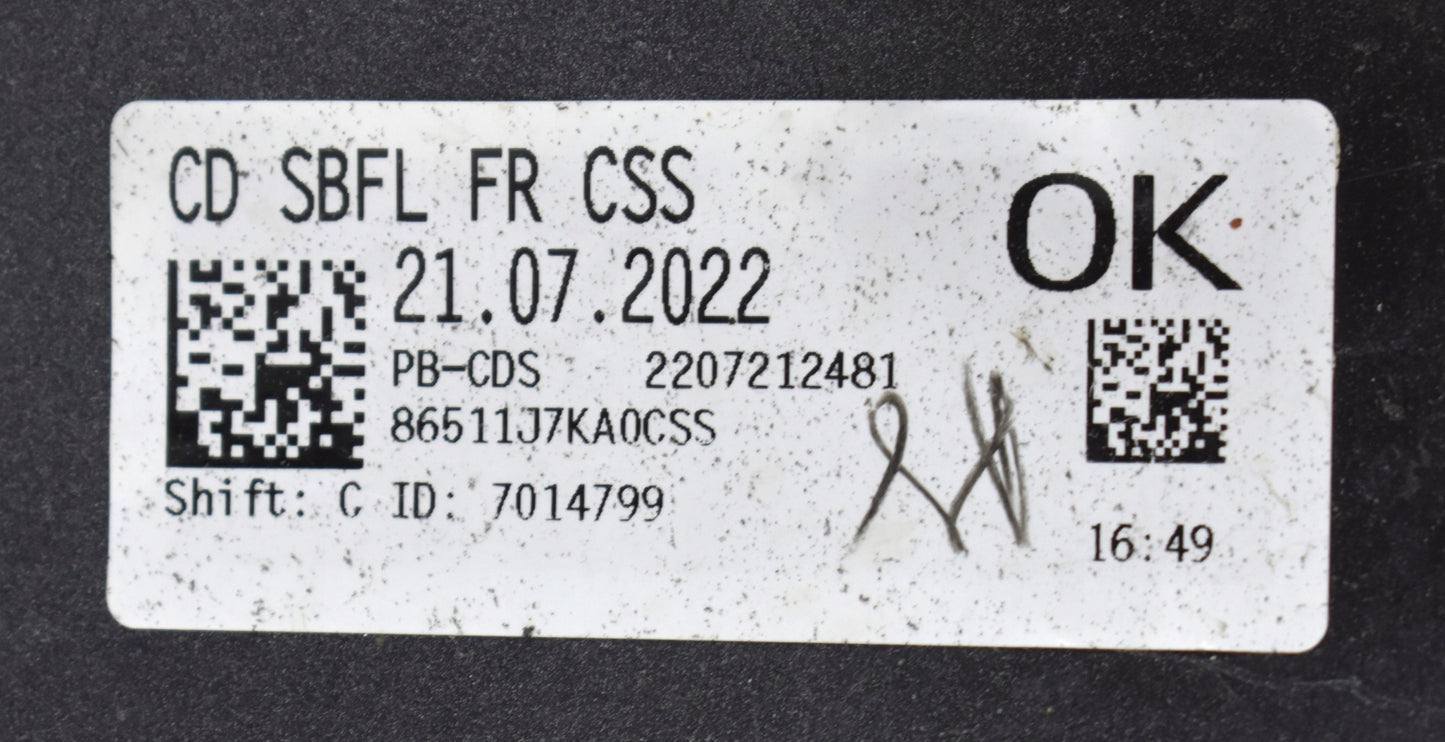 CD SBFL FR CSS
OK
21.07.2022
PB-CDS 2207212481
86511J7KA0CSS
Shift: C ID: 7014799
16:49